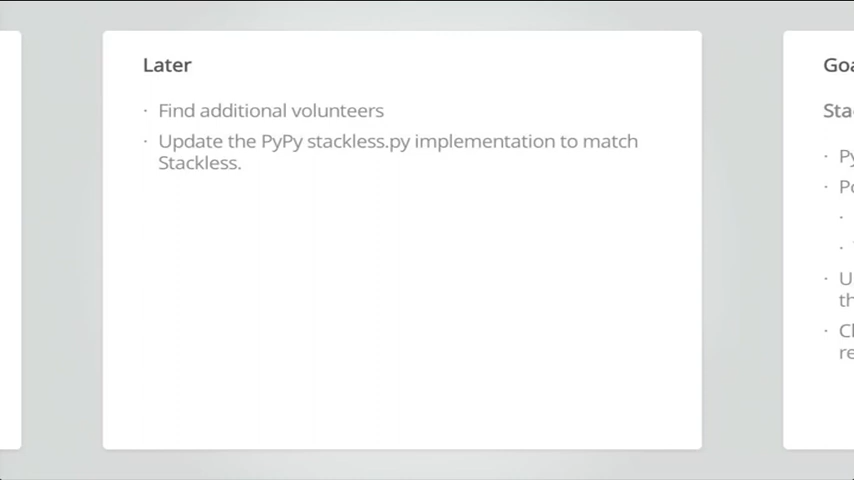 Later
· Find additional volunteers
· Update the PyPy stackless.py implementation to match
Stackless.